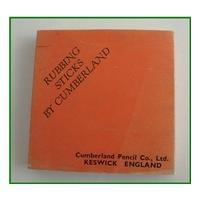 RUBBING
STICKS
BY CUMBERLAND
Cumberland Pencil Co., Ltd.
KESWICK ENGLAND